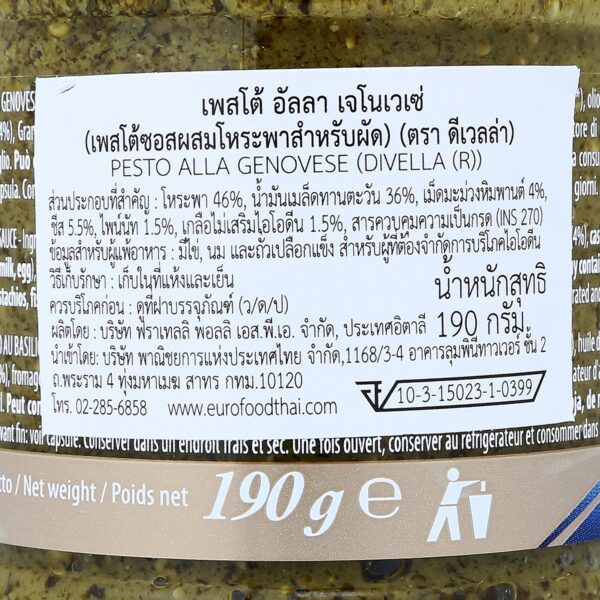 เพสโต้ อัลลา เจโนเวเซ่
(เพสโต้ซอสผสมโหระพาสำหรับผัด) (ตรา ดีเวลล่า)
PESTO ALLA GENOVESE (DIVELLA (R))
ส่วนประกอบที่สำคัญ : โหระพา 46%, น้ำมันเมล็ดทานตะวัน 36%, เม็ดมะม่วงหิมพานต์ 4%,
ชีส 5.5%, ไพน์นัท 1.5%, เกลือไม่เสริมไอโอดีน 1.5%, สารควบคุมความเป็นกรด (INS 270)
ข้อมูลสำหรับผู้แพ้อาหาร : มีไข่, นม และถั่วเปลือกแข็ง สำหรับผู้ที่ต้องจำกัดการบริโภคไอโอดีน
วิธีเก็บรักษา : เก็บในที่แห้งและเย็น
ควรบริโภคก่อน : ดูที่ฝาบรรจุภัณฑ์ (ว/ด/ป)
น้ำหนักสุทธิ
190 กรัม
ผลิตโดย : บริษัท ฟราเทลลิ พอลลิ เอส.พี.เอ. จำกัด, ประเทศอิตาลี
นำเข้าโดย : บริษัท พาณิชยการแห่งประเทศไทย จำกัด,1168/3-4 อาคารลุมพินีทาวเวอร์ ชั้น 2
ถ.พระราม 4 ทุ่งมหาเมฆ สาทร กทม.10120
โทร. 02-285-6858 www.eurofoodthai.com
10-3-15023-1-0399
avant fin: voir capsule. Conserver dans un endroit frais et sec. Une fois ouvert, conserver au réfrigérateur et consommer dans
/ Net weight / Poids net 190 g e